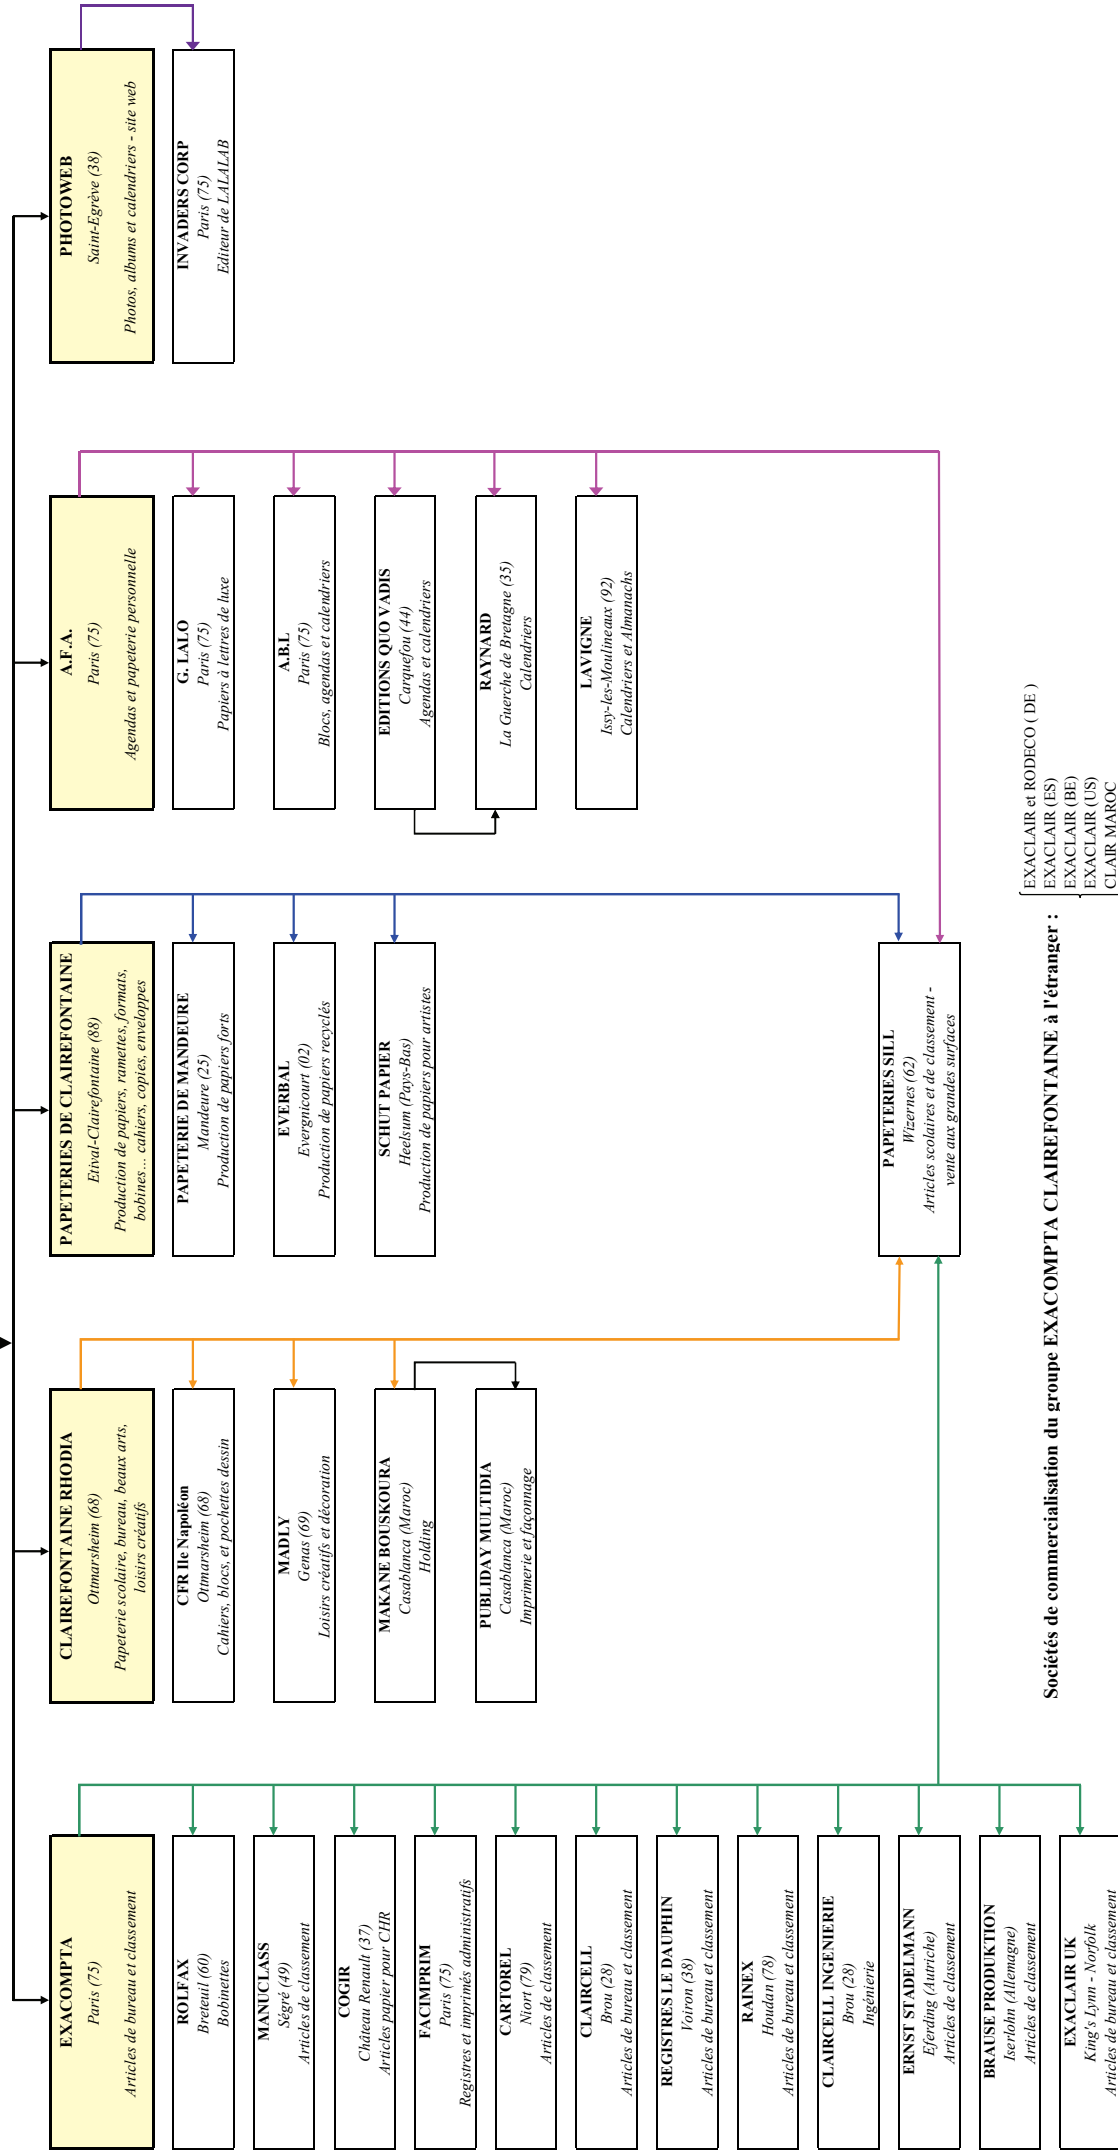 EXACOMPTA
Paris (75)
Articles de bureau et classement
ROLFAX
Breteuil (60)
Bobinettes
MANUCLASS
Ségré (49)
Articles de classement
COGIR
Château Renault (37)
Articles papier pour CHR
FACIMPRIM
Paris (75)
Registres et imprimés administratifs
CARTOREL
Niort (79)
Articles de classement
CLAIRCELL
Brou (28)
Articles de bureau et classement
REGISTRES LE DAUPHIN
Voiron (38)
Articles de bureau et classement
RAINEX
Houdan (78)
Articles de bureau et classement
CLAIRCELL INGENIERIE
Brou (28)
Ingénierie
ERNST STADELMANN
Eferding (Autriche)
Articles de classement
BRAUSE PRODUKTION
Iserlohn (Allemagne)
Articles de classement
EXACLAIR UK
King's Lynn - Norfolk
Articles de bureau et classement
CLAIREFONTAINE RHODIA
Ottmarsheim (68)
Papeterie scolaire, bureau, beaux arts,
loisirs créatifs
CFR Ile Napoléon
Ottmarsheim (68)
Cahiers, blocs, et pochettes dessin
MADLY
Genas (69)
Loisirs créatifs et décoration
MAKANE BOUSKOURA
Casablanca (Maroc)
Holding
PUBLIDAY MULTIDIA
Casablanca (Maroc)
Imprimerie et façonnage
PAPETERIES DE CLAIREFONTAINE
Etival-Clairefontaine (88)
Production de papiers, ramettes, formats,
bobines… cahiers, copies, enveloppes
PAPETERIE DE MANDEURE
Mandeure (25)
Production de papiers forts
EVERBAL
Evergnicourt (02)
Production de papiers recyclés
SCHUT PAPIER
Heelsum (Pays-Bas)
Production de papiers pour artistes
PAPETERIES SILL
Wizernes (62)
Articles scolaires et de classement -
vente aux grandes surfaces
A.F.A.
Paris (75)
Agendas et papeterie personnelle
G. LALO
Paris (75)
Papiers à lettres de luxe
A.B.L
Paris (75)
Blocs, agendas et calendriers
EDITIONS QUO VADIS
Carquefou (44)
Agendas et calendriers
RAYNARD
La Guerche de Bretagne (35)
Calendriers
LAVIGNE
Issy-les-Moulineaux (92)
Calendriers et Almanachs
PHOTOWEB
Saint-Egrève (38)
Photos, albums et calendriers - site web
INVADERS CORP
Paris (75)
Editeur de LALALAB
Sociétés de commercialisation du groupe EXACOMPTA CLAIREFONTAINE à l'étranger :
EXACLAIR et RODECO ( DE )
EXACLAIR (ES)
EXACLAIR (BE)
EXACLAIR (US)
CLAIR MAROC